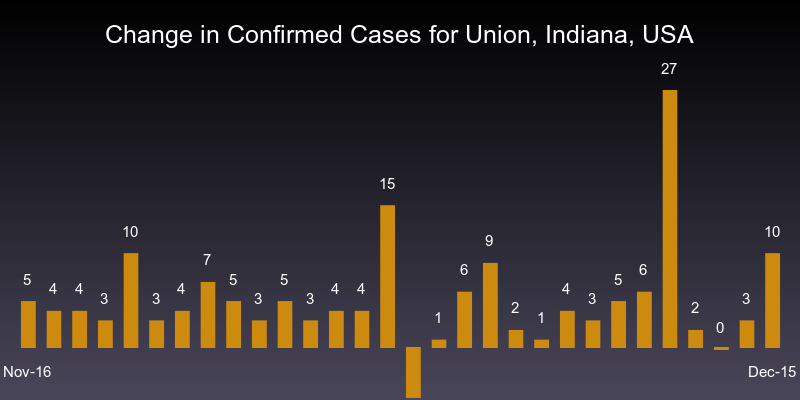 Change in Confirmed Cases for Union, Indiana, USA
5 4 4 3 10 3 4 7 5 3 5 3 4 4 15 1 6 9 2 1 4 3 5 6 27 2 0 3 10
Nov-16 Dec-15